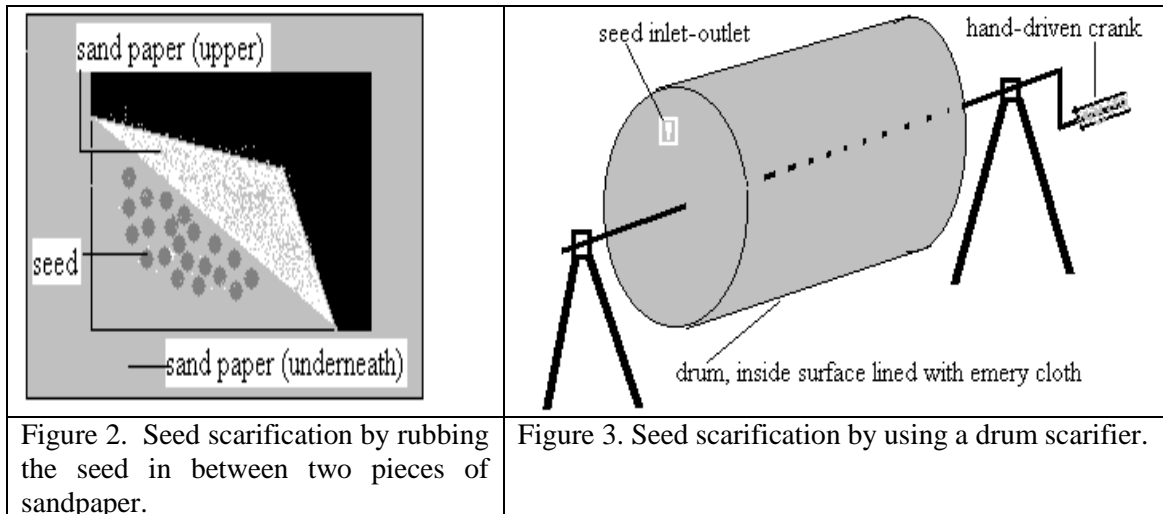 sand paper (upper)
seed
sand paper (underneath)
seed inlet-outlet
hand-driven crank
drum, inside surface lined with emery cloth
Figure 2. Seed scarification by rubbing
the seed in between two pieces of
sandpaper.
Figure 3. Seed scarification by using a drum scarifier.